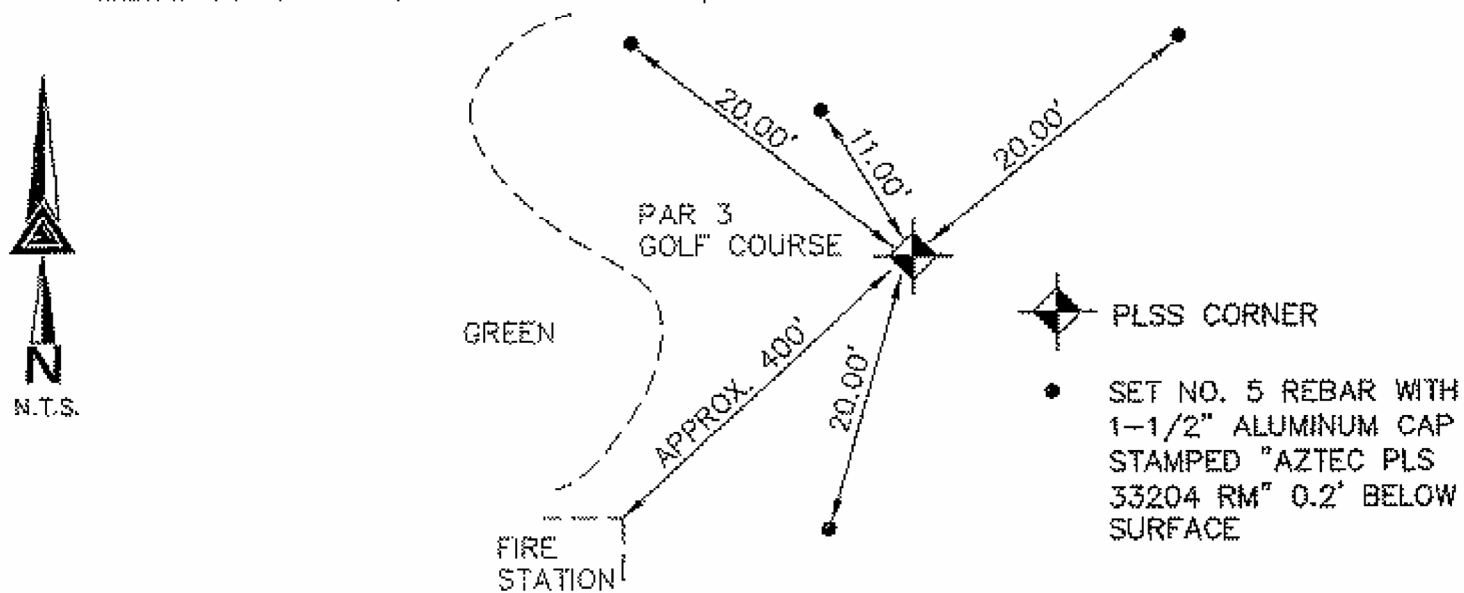 20.00'
11.00'
20.00'
PAR 3
GOLF COURSE
GREEN
APPROX. 400'
20.00'
PLSS CORNER
N
N.T.S.
SET NO. 5 REBAR WITH
1-1/2" ALUMINUM CAP
STAMPED "AZTEC PLS
33204 RM" 0.2' BELOW
SURFACE
FIRE
STATION